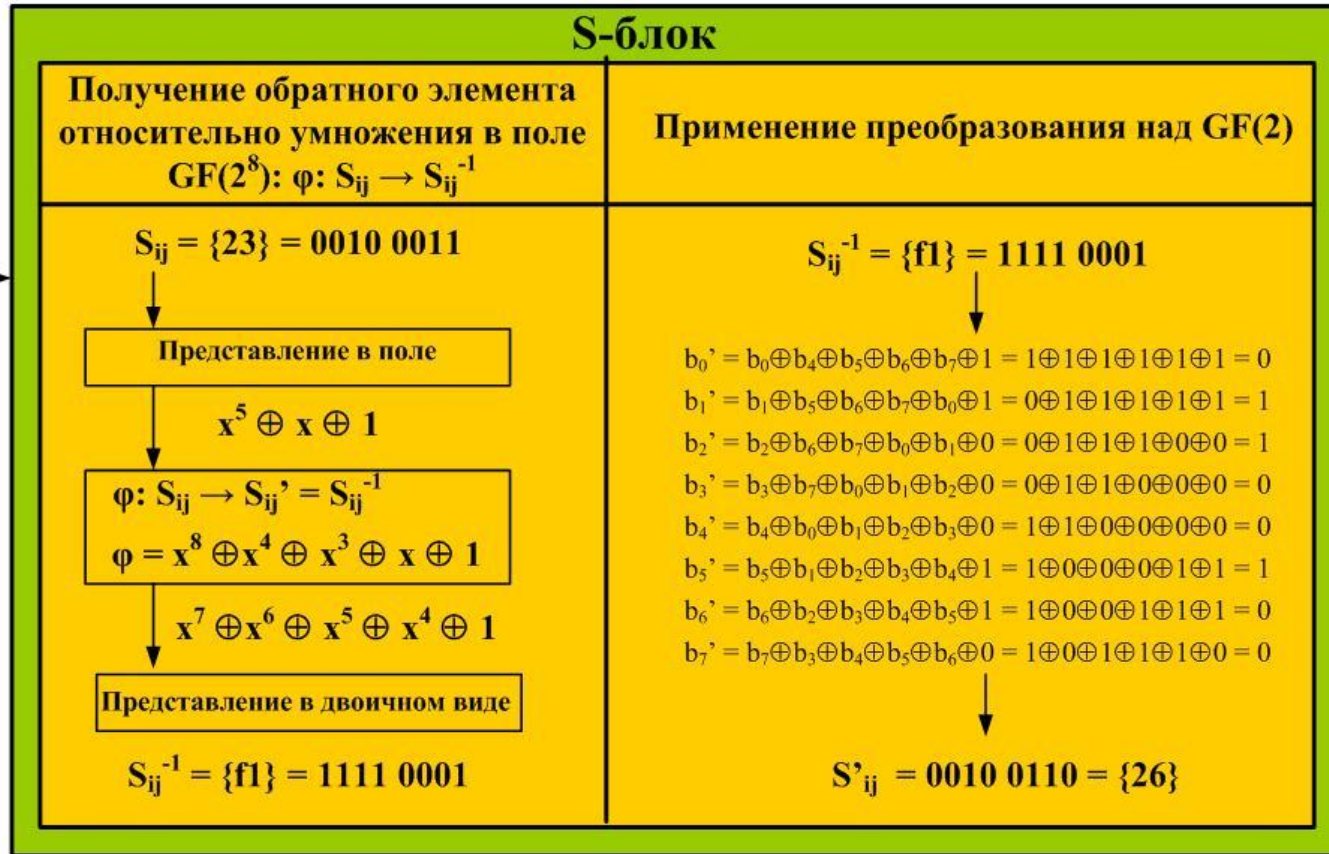 S-блок
Получение обратного элемента
относительно умножения в поле
GF(2⁸): φ: Sᵢⱼ → Sᵢⱼ⁻¹
Применение преобразования над GF(2)
Sᵢⱼ = {23} = 0010 0011
Представление в поле
x⁵ ⊕ x ⊕ 1
φ: Sᵢⱼ → Sᵢⱼ’ = Sᵢⱼ⁻¹
φ = x⁸ ⊕x⁴ ⊕ x³ ⊕ x ⊕ 1
x⁷ ⊕x⁶ ⊕ x⁵ ⊕ x⁴ ⊕ 1
Представление в двоичном виде
Sᵢⱼ⁻¹ = {f1} = 1111 0001
Sᵢⱼ⁻¹ = {f1} = 1111 0001
b₀’ = b₀⊕b₄⊕b₅⊕b₆⊕b₇⊕1 = 1⊕1⊕1⊕1⊕1⊕1 = 0
b₁’ = b₁⊕b₅⊕b₆⊕b₇⊕b₀⊕1 = 0⊕1⊕1⊕1⊕1⊕1 = 1
b₂’ = b₂⊕b₆⊕b₇⊕b₀⊕b₁⊕0 = 0⊕1⊕1⊕1⊕0⊕0 = 1
b₃’ = b₃⊕b₇⊕b₀⊕b₁⊕b₂⊕0 = 0⊕1⊕1⊕0⊕0⊕0 = 0
b₄’ = b₄⊕b₀⊕b₁⊕b₂⊕b₃⊕0 = 1⊕1⊕0⊕0⊕0⊕0 = 0
b₅’ = b₅⊕b₁⊕b₂⊕b₃⊕b₄⊕1 = 1⊕0⊕0⊕0⊕1⊕1 = 1
b₆’ = b₆⊕b₂⊕b₃⊕b₄⊕b₅⊕1 = 1⊕0⊕0⊕1⊕1⊕1 = 0
b₇’ = b₇⊕b₃⊕b₄⊕b₅⊕b₆⊕0 = 1⊕0⊕1⊕1⊕1⊕0 = 0
S’ᵢⱼ = 0010 0110 = {26}